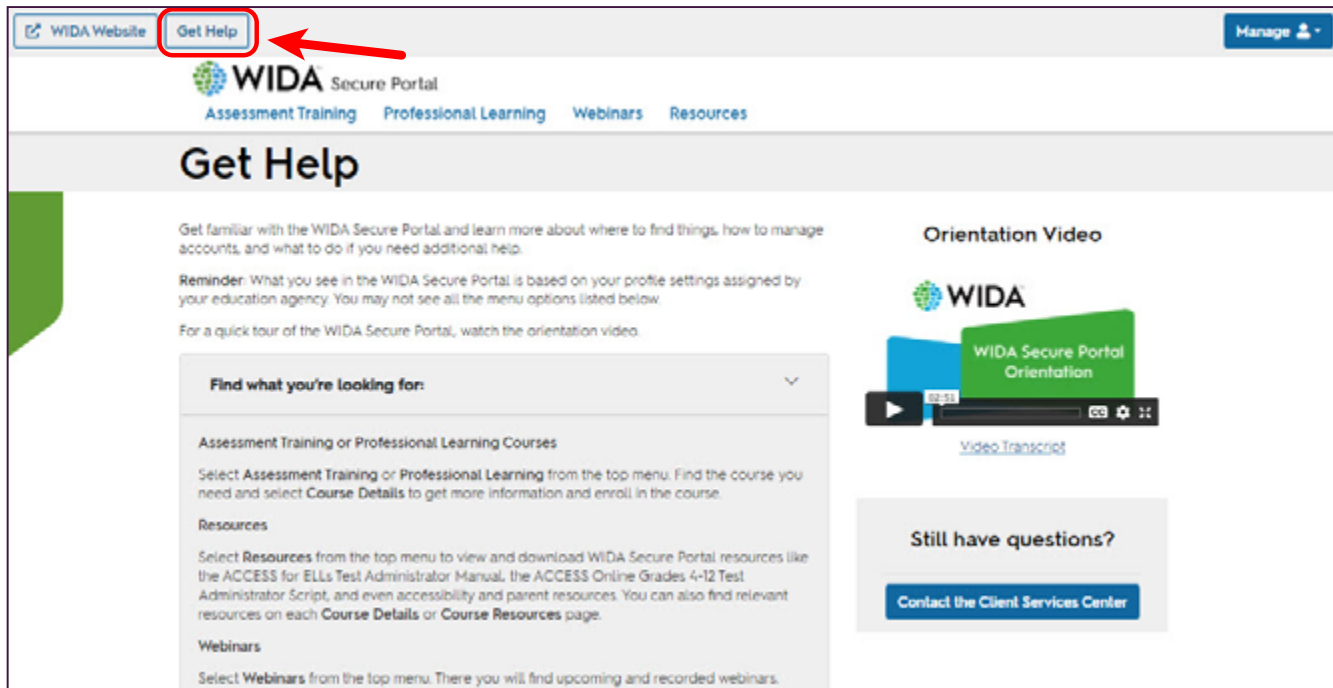 WIDA Website
Get Help
Manage
WIDA Secure Portal
Assessment Training Professional Learning Webinars Resources
Get Help
Get familiar with the WIDA Secure Portal and learn more about where to find things, how to manage
accounts, and what to do if you need additional help.
Reminder: What you see in the WIDA Secure Portal is based on your profile settings assigned by
your education agency. You may not see all the menu options listed below.
For a quick tour of the WIDA Secure Portal, watch the orientation video.
Find what you're looking for:
Assessment Training or Professional Learning Courses
Select Assessment Training or Professional Learning from the top menu. Find the course you
need and select Course Details to get more information and enroll in the course.
Resources
Select Resources from the top menu to view and download WIDA Secure Portal resources like
the ACCESS for ELLs Test Administrator Manual, the ACCESS Online Grades 4-12 Test
Administrator Script, and even accessibility and parent resources. You can also find relevant
resources on each Course Details or Course Resources page.
Webinars
Select Webinars from the top menu. There you will find upcoming and recorded webinars.
Orientation Video
WIDA
WIDA Secure Portal
Orientation
02:51
CC
Video Transcript
Still have questions?
Contact the Client Services Center